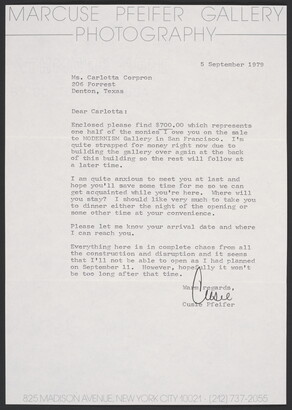 MARCUSE PFEIFER GALLERY
PHOTOGRAPHY
5 September 1979
Ms. Carlotta Corpron
206 Forrest
Denton, Texas
Dear Carlotta:
Enclosed please find $700.00 which represents
one half of the monies I owe you on the sale
to MODERNISM Gallery in San Francisco. I'm
quite strapped for money right now due to
building the gallery over again at the back
of this building so the rest will follow at
a later time.
I am quite anxious to meet you at last and
hope you'll save some time for me so we can
get acquainted while you're here. Where will
you stay? I should like very much to take you
to dinner either the night of the opening or
some other time at your convenience.
Please let me know your arrival date and where
I can reach you.
Everything here is in complete chaos from all
the construction and disruption and it seems
that I'll not be able to open as I had planned
on September 11. However, hopefully it won't
be too long after that time.
Warm regards,
Cusie
Cusie Pfeifer
825 MADISON AVENUE, NEW YORK CITY 10021 - (212) 737-2055